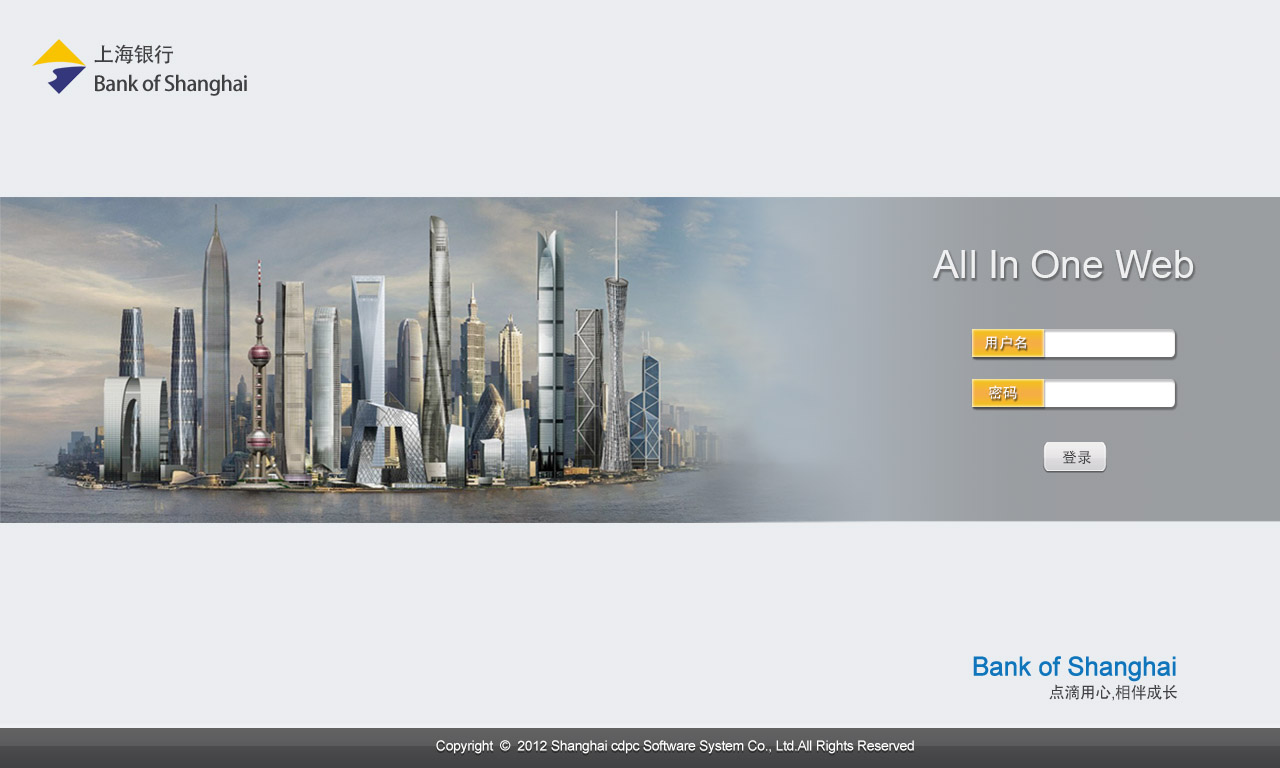 上海银行
Bank of Shanghai
All In One Web
用户名
密码
登录
Bank of Shanghai
点滴用心,相伴成长
Copyright © 2012 Shanghai cdpc Software System Co., Ltd.All Rights Reserved